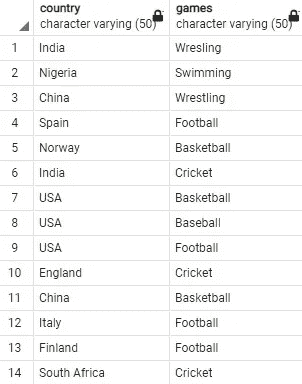 country games
character varying (50) character varying (50)
1 India Wresling
2 Nigeria Swimming
3 China Wrestling
4 Spain Football
5 Norway Basketball
6 India Cricket
7 USA Basketball
8 USA Baseball
9 USA Football
10 England Cricket
11 China Basketball
12 Italy Football
13 Finland Football
14 South Africa Cricket